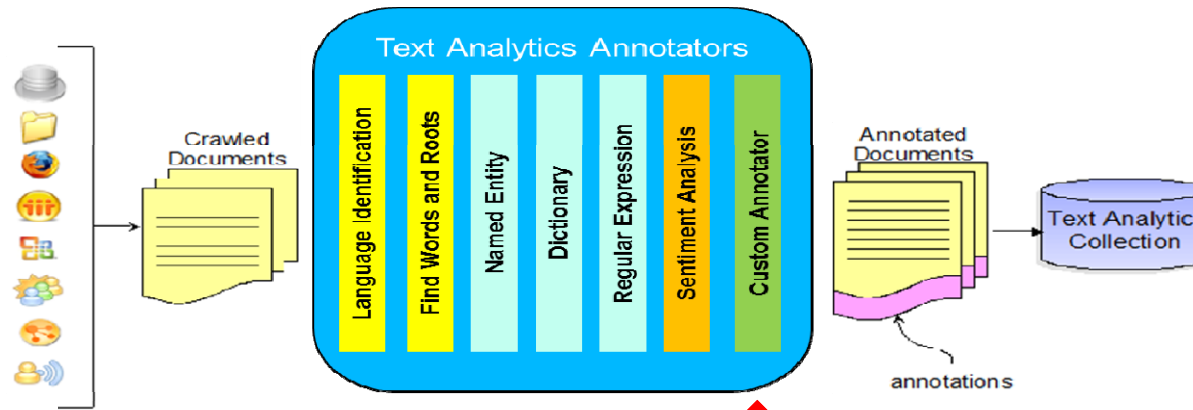 Text Analytics Annotators
Crawled
Documents
Language Identification
Find Words and Roots
Named Entity
Dictionary
Regular Expression
Sentiment Analysis
Custom Annotator
Annotated
Documents
annotations
Text Analytic
Collection